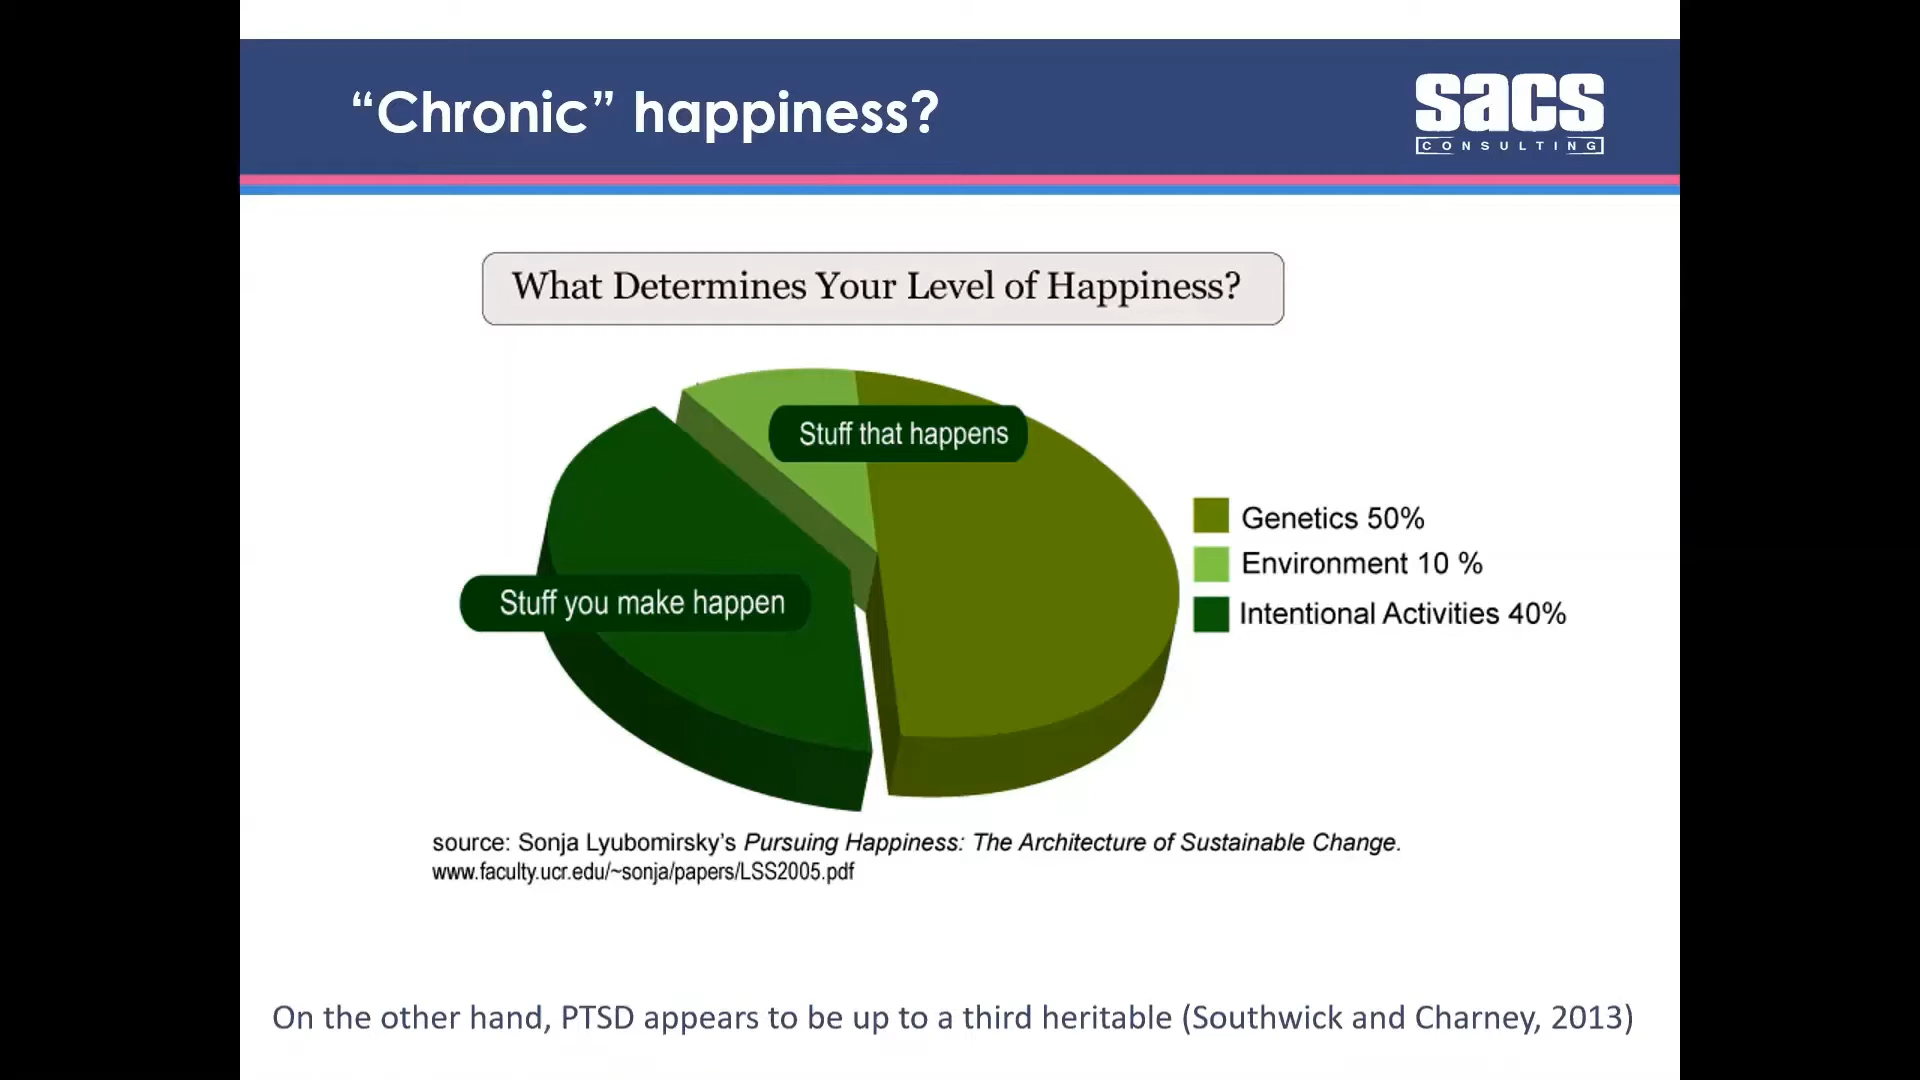 “Chronic” happiness?
sacs
CONSULTING
What Determines Your Level of Happiness?
Stuff that happens
Stuff you make happen
Genetics 50%
Environment 10 %
Intentional Activities 40%
source: Sonja Lyubomirsky’s Pursuing Happiness: The Architecture of Sustainable Change.
www.faculty.ucr.edu/~sonja/papers/LSS2005.pdf
On the other hand, PTSD appears to be up to a third heritable (Southwick and Charney, 2013)